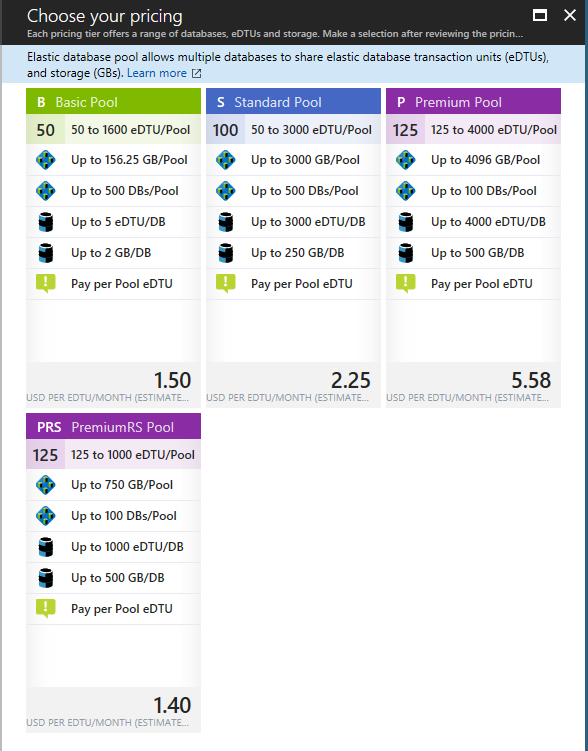 Choose your pricing
Each pricing tier offers a range of databases, eDTUs and storage. Make a selection after reviewing the pricin...
Elastic database pool allows multiple databases to share elastic database transaction units (eDTUs),
and storage (GBs). Learn more
B Basic Pool
50 50 to 1600 eDTU/Pool
Up to 156.25 GB/Pool
Up to 500 DBs/Pool
Up to 5 eDTU/DB
Up to 2 GB/DB
Pay per Pool eDTU
1.50
USD PER EDTU/MONTH (ESTIMATE...
S Standard Pool
100 50 to 3000 eDTU/Pool
Up to 3000 GB/Pool
Up to 500 DBs/Pool
Up to 3000 eDTU/DB
Up to 250 GB/DB
Pay per Pool eDTU
2.25
USD PER EDTU/MONTH (ESTIMATE...
P Premium Pool
125 125 to 4000 eDTU/Pool
Up to 4096 GB/Pool
Up to 100 DBs/Pool
Up to 4000 eDTU/DB
Up to 500 GB/DB
Pay per Pool eDTU
5.58
USD PER EDTU/MONTH (ESTIMATE...
PRS PremiumRS Pool
125 125 to 1000 eDTU/Pool
Up to 750 GB/Pool
Up to 100 DBs/Pool
Up to 1000 eDTU/DB
Up to 500 GB/DB
Pay per Pool eDTU
1.40
USD PER EDTU/MONTH (ESTIMATE...